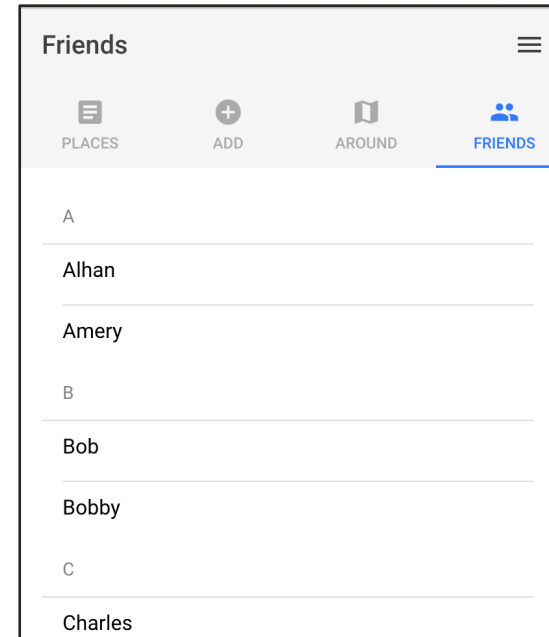 Friends
PLACES ADD AROUND FRIENDS
A
Alhan
Amery
B
Bob
Bobby
C
Charles